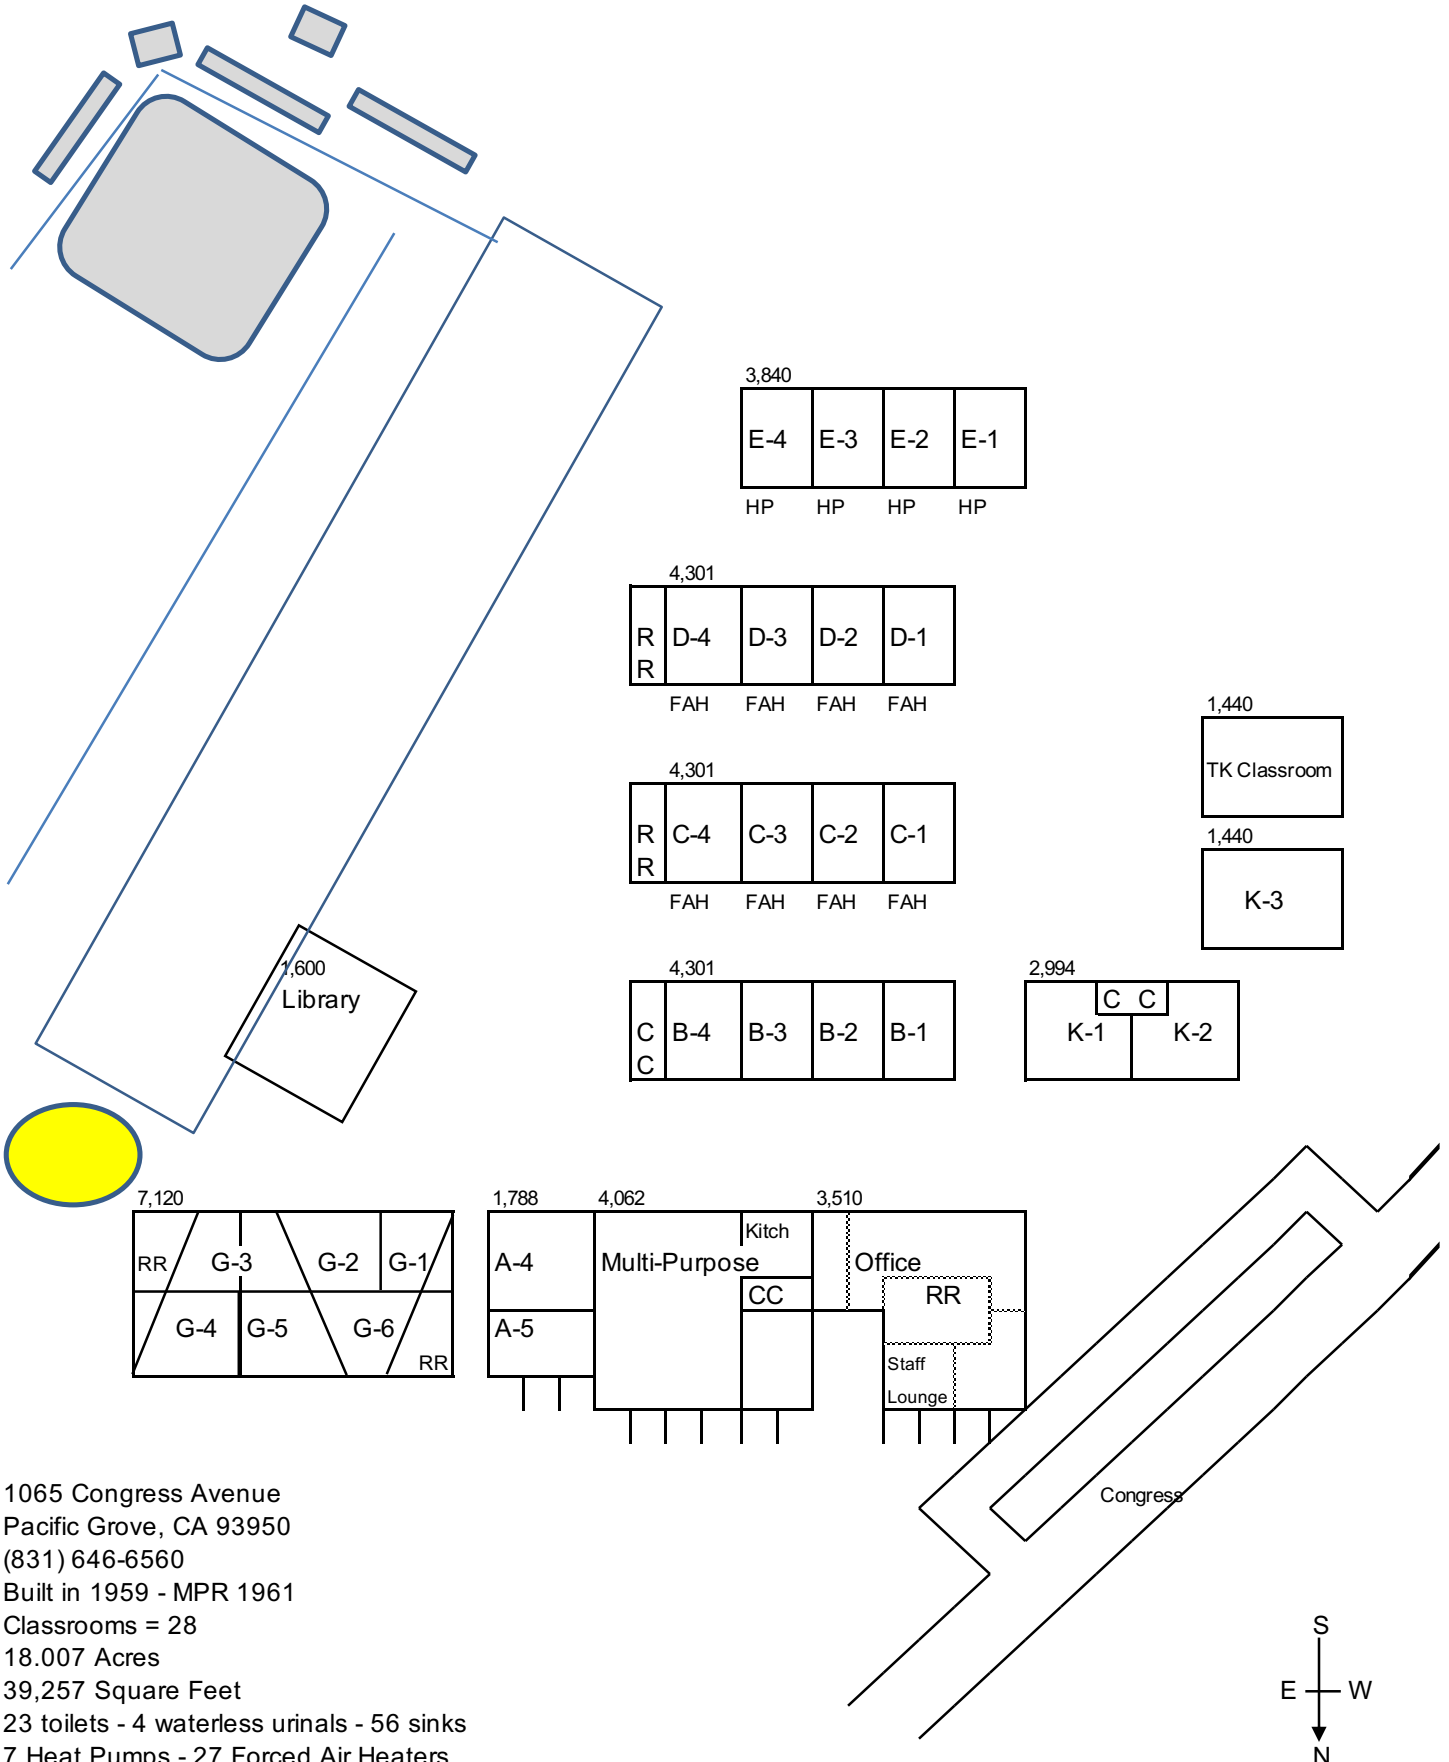 3,840
E-4 E-3 E-2 E-1
HP HP HP HP
4,301
R D-4 D-3 D-2 D-1
R
FAH FAH FAH FAH
1,440
TK Classroom
4,301
R C-4 C-3 C-2 C-1
R
FAH FAH FAH FAH
1,440
K-3
1,600
Library
4,301
C B-4 B-3 B-2 B-1
C
2,994
C C
K-1 K-2
7,120
RR G-3 G-2 G-1
G-4 G-5 G-6
RR
1,788 4,062 3,510
Kitch
A-4 Multi-Purpose Office
CC RR
A-5
Staff
Lounge
Congress
1065 Congress Avenue
Pacific Grove, CA 93950
(831) 646-6560
Built in 1959 - MPR 1961
Classrooms = 28
18.007 Acres
39,257 Square Feet
23 toilets - 4 waterless urinals - 56 sinks
7 Heat Pumps - 27 Forced Air Heaters
S
E W
N